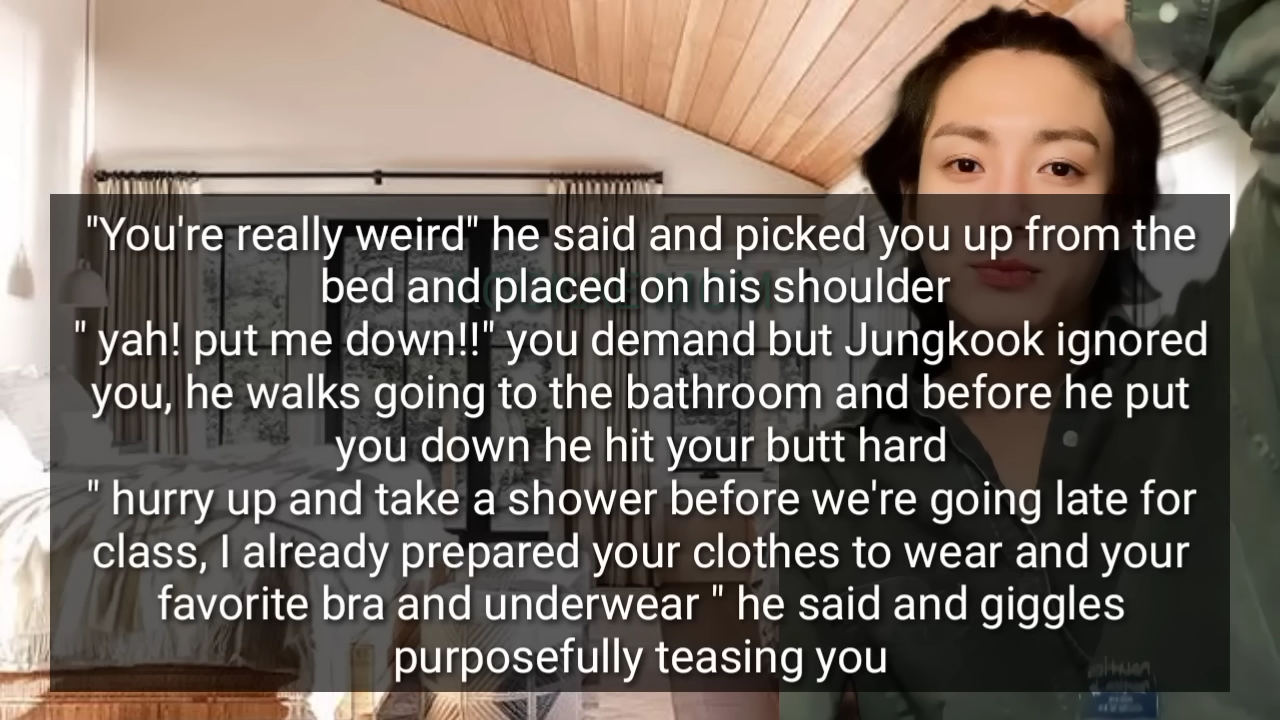 "You're really weird" he said and picked you up from the
bed and placed on his shoulder
" yah! put me down!!" you demand but Jungkook ignored
you, he walks going to the bathroom and before he put
you down he hit your butt hard
" hurry up and take a shower before we're going late for
class, I already prepared your clothes to wear and your
favorite bra and underwear " he said and giggles
purposefully teasing you